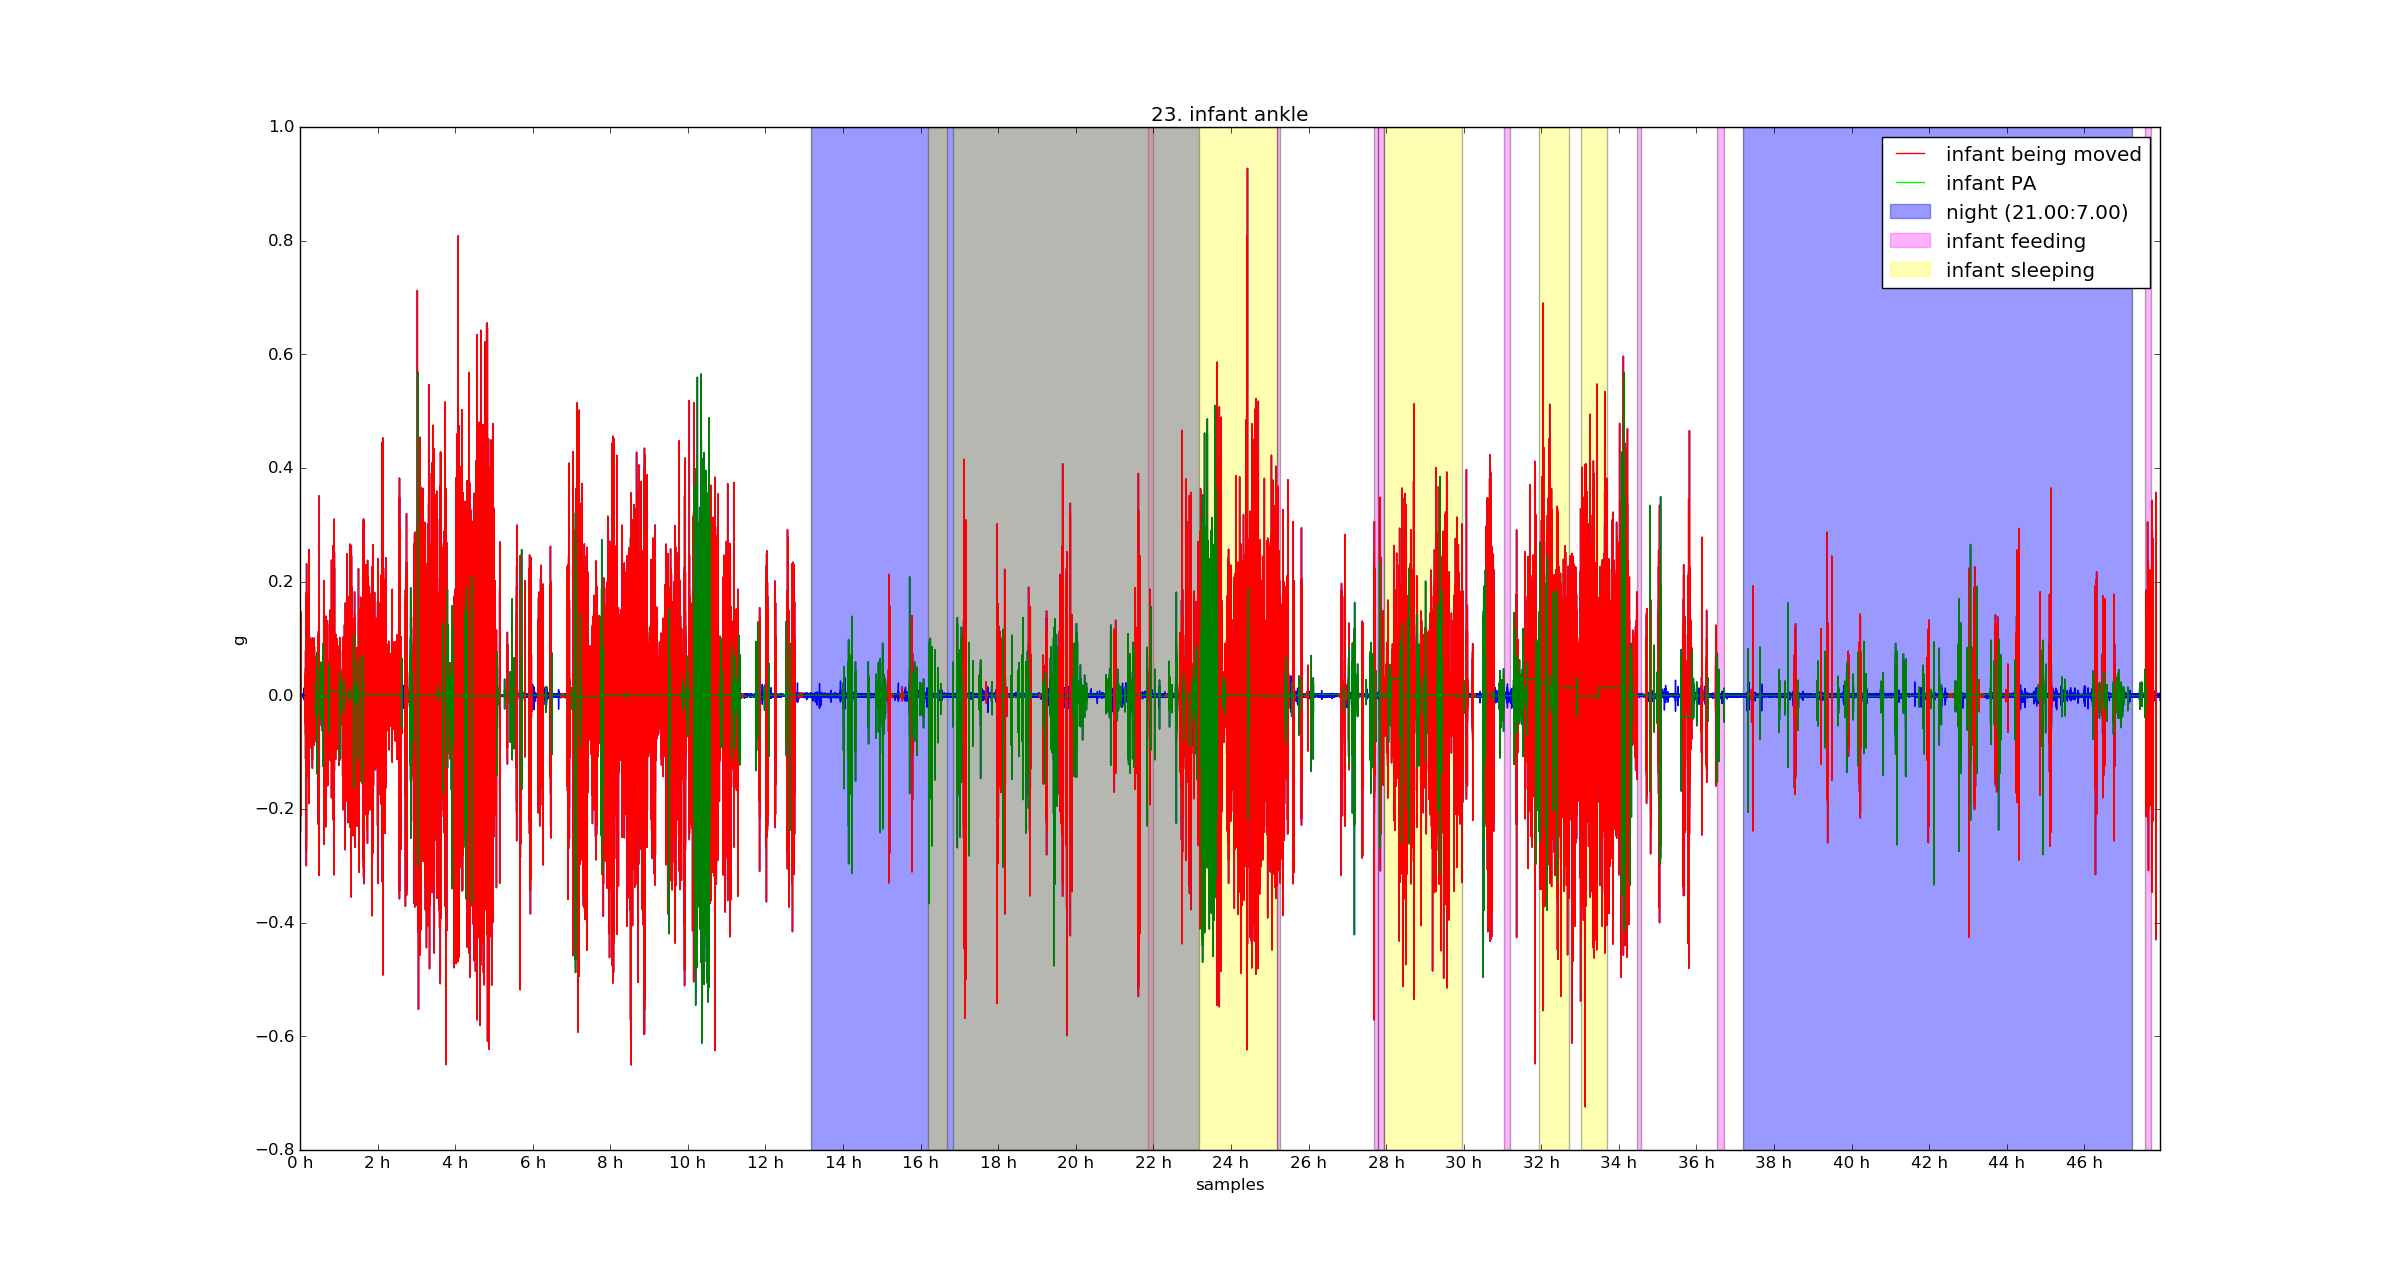 23. infant ankle
1.0
0.8
0.6
0.4
0.2
0.0
−0.2
−0.4
−0.6
−0.8
g
infant being moved
infant PA
night (21.00:7.00)
infant feeding
infant sleeping
0 h 2 h 4 h 6 h 8 h 10 h 12 h 14 h 16 h 18 h 20 h 22 h 24 h 26 h 28 h 30 h 32 h 34 h 36 h 38 h 40 h 42 h 44 h 46 h
samples